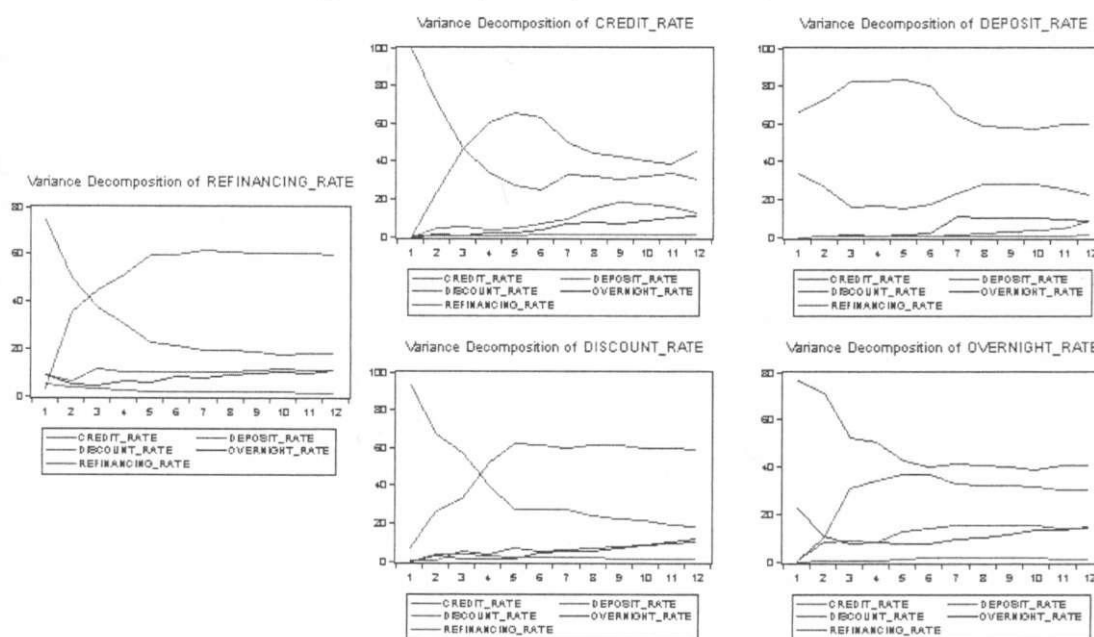 Variance Decomposition of CREDIT_RATE
100
80
60
40
20
0
1 2 3 4 5 6 7 8 9 10 11 12
CREDIT_RATE DEPOSIT_RATE
DISCOUNT_RATE OVERNIGHT_RATE
REFINANCING_RATE
Variance Decomposition of DEPOSIT_RATE
100
80
60
40
20
0
1 2 3 4 5 6 7 8 9 10 11 12
CREDIT_RATE DEPOSIT_RATE
DISCOUNT_RATE OVERNIGHT_RATE
REFINANCING_RATE
Variance Decomposition of REFINANCING_RATE
80
60
40
20
0
1 2 3 4 5 6 7 8 9 10 11 12
CREDIT_RATE DEPOSIT_RATE
DISCOUNT_RATE OVERNIGHT_RATE
REFINANCING_RATE
Variance Decomposition of DISCOUNT_RATE
100
80
60
40
20
0
1 2 3 4 5 6 7 8 9 10 11 12
CREDIT_RATE DEPOSIT_RATE
DISCOUNT_RATE OVERNIGHT_RATE
REFINANCING_RATE
Variance Decomposition of OVERNIGHT_RATE
80
60
40
20
0
1 2 3 4 5 6 7 8 9 10 11 12
CREDIT_RATE DEPOSIT_RATE
DISCOUNT_RATE OVERNIGHT_RATE
REFINANCING_RATE